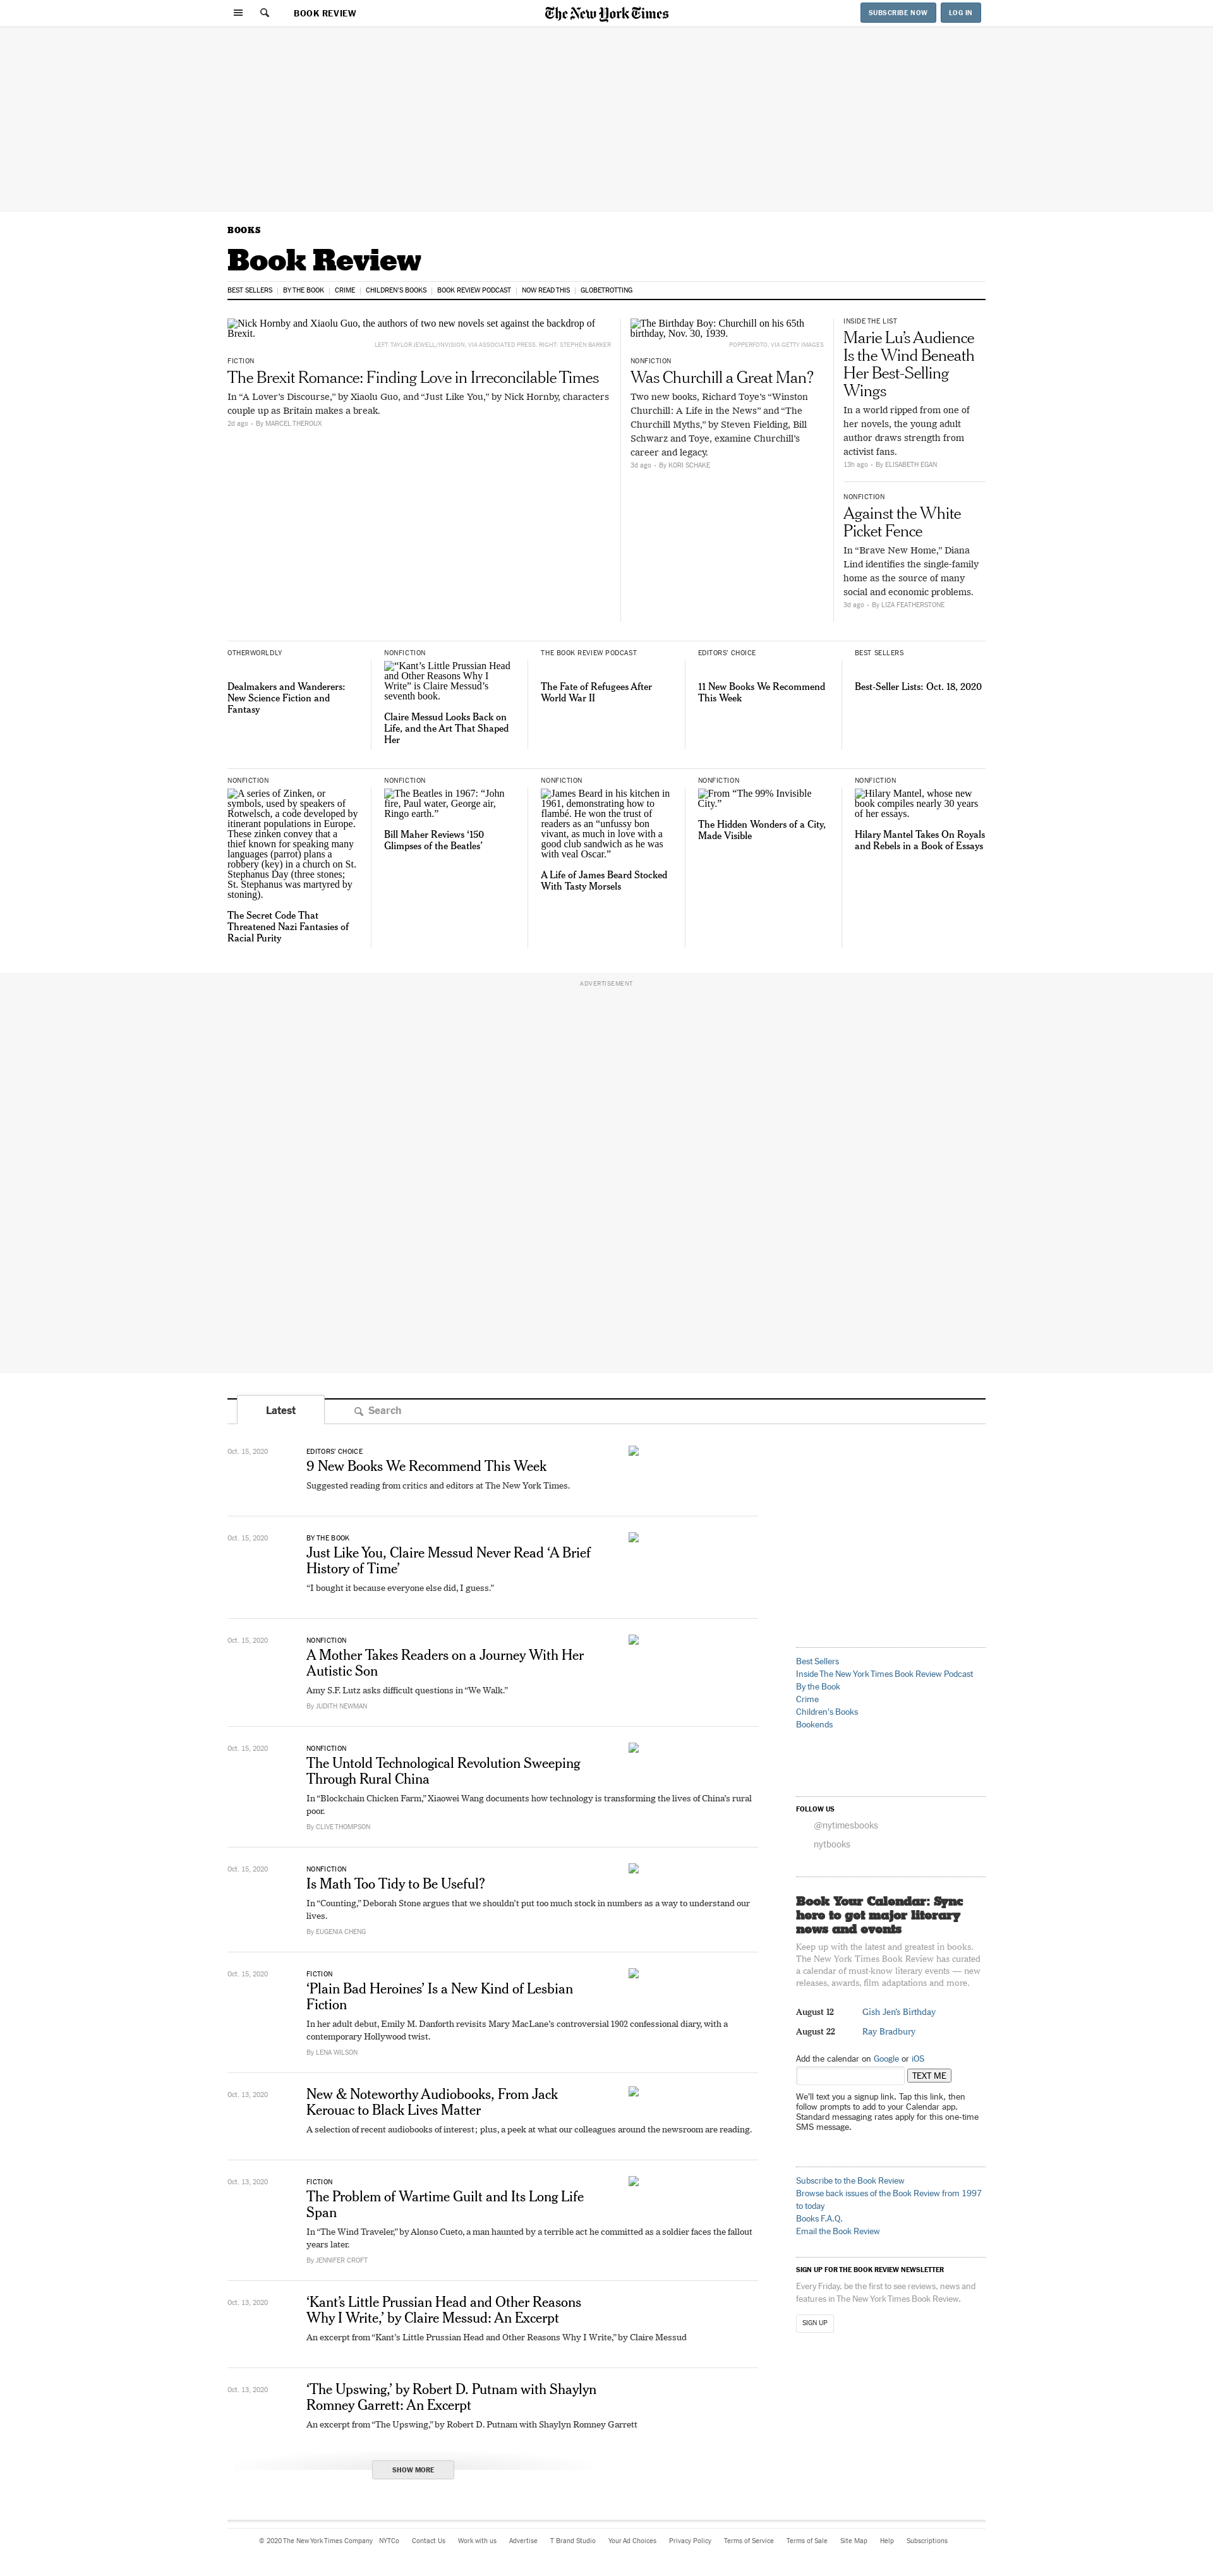 BOOK REVIEW
The New York Times
SUBSCRIBE NOW
LOG IN
BOOKS
Book Review
BEST SELLERS
BY THE BOOK
CRIME
CHILDREN'S BOOKS
BOOK REVIEW PODCAST
NOW READ THIS
GLOBETROTTING
Nick Hornby and Xiaolu Guo, the authors of two new novels set against the backdrop of
Brexit.
LEFT: TAYLOR JEWELL/INVISION, VIA ASSOCIATED PRESS. RIGHT: STEPHEN BARKER
FICTION
The Brexit Romance: Finding Love in Irreconcilable Times
In “A Lover’s Discourse,” by Xiaolu Guo, and “Just Like You,” by Nick Hornby, characters
couple up as Britain makes a break.
2d ago - By MARCEL THEROUX
The Birthday Boy: Churchill on his 65th
birthday, Nov. 30, 1939.
POPPERFOTO, VIA GETTY IMAGES
NONFICTION
Was Churchill a Great Man?
Two new books, Richard Toye’s “Winston
Churchill: A Life in the News” and “The
Churchill Myths,” by Steven Fielding, Bill
Schwarz and Toye, examine Churchill’s
career and legacy.
3d ago - By KORI SCHAKE
INSIDE THE LIST
Marie Lu’s Audience
Is the Wind Beneath
Her Best-Selling
Wings
In a world ripped from one of
her novels, the young adult
author draws strength from
activist fans.
13h ago - By ELISABETH EGAN
NONFICTION
Against the White
Picket Fence
In “Brave New Home,” Diana
Lind identifies the single-family
home as the source of many
social and economic problems.
3d ago - By LIZA FEATHERSTONE
OTHERWORLDLY
Dealmakers and Wanderers:
New Science Fiction and
Fantasy
NONFICTION
“Kant’s Little Prussian Head
and Other Reasons Why I
Write” is Claire Messud’s
seventh book.
Claire Messud Looks Back on
Life, and the Art That Shaped
Her
THE BOOK REVIEW PODCAST
The Fate of Refugees After
World War II
EDITORS’ CHOICE
11 New Books We Recommend
This Week
BEST SELLERS
Best-Seller Lists: Oct. 18, 2020
NONFICTION
A series of Zinken, or
symbols, used by speakers of
Rotwelsch, a code developed by
itinerant populations in Europe.
These zinken convey that a
thief known for speaking many
languages (parrot) plans a
robbery (key) in a church on St.
Stephanus Day (three stones;
St. Stephanus was martyred by
stoning).
The Secret Code That
Threatened Nazi Fantasies of
Racial Purity
NONFICTION
The Beatles in 1967: “John
fire, Paul water, George air,
Ringo earth.”
Bill Maher Reviews ‘150
Glimpses of the Beatles’
NONFICTION
James Beard in his kitchen in
1961, demonstrating how to
flambé. He won the trust of
readers as an “unfussy bon
vivant, as much in love with a
good club sandwich as he was
with veal Oscar.”
A Life of James Beard Stocked
With Tasty Morsels
NONFICTION
From “The 99% Invisible
City.”
The Hidden Wonders of a City,
Made Visible
NONFICTION
Hilary Mantel, whose new
book compiles nearly 30 years
of her essays.
Hilary Mantel Takes On Royals
and Rebels in a Book of Essays
ADVERTISEMENT
Latest
Search
Oct. 15, 2020
EDITORS’ CHOICE
9 New Books We Recommend This Week
Suggested reading from critics and editors at The New York Times.
Oct. 15, 2020
BY THE BOOK
Just Like You, Claire Messud Never Read ‘A Brief
History of Time’
“I bought it because everyone else did, I guess.”
Oct. 15, 2020
NONFICTION
A Mother Takes Readers on a Journey With Her
Autistic Son
Amy S.F. Lutz asks difficult questions in “We Walk.”
By JUDITH NEWMAN
Oct. 15, 2020
NONFICTION
The Untold Technological Revolution Sweeping
Through Rural China
In “Blockchain Chicken Farm,” Xiaowei Wang documents how technology is transforming the lives of China’s rural
poor.
By CLIVE THOMPSON
Oct. 15, 2020
NONFICTION
Is Math Too Tidy to Be Useful?
In “Counting,” Deborah Stone argues that we shouldn’t put too much stock in numbers as a way to understand our
lives.
By EUGENIA CHENG
Oct. 15, 2020
FICTION
‘Plain Bad Heroines’ Is a New Kind of Lesbian
Fiction
In her adult debut, Emily M. Danforth revisits Mary MacLane’s controversial 1902 confessional diary, with a
contemporary Hollywood twist.
By LENA WILSON
Oct. 13, 2020
New & Noteworthy Audiobooks, From Jack
Kerouac to Black Lives Matter
A selection of recent audiobooks of interest; plus, a peek at what our colleagues around the newsroom are reading.
Oct. 13, 2020
FICTION
The Problem of Wartime Guilt and Its Long Life
Span
In “The Wind Traveler,” by Alonso Cueto, a man haunted by a terrible act he committed as a soldier faces the fallout
years later.
By JENNIFER CROFT
Oct. 13, 2020
‘Kant’s Little Prussian Head and Other Reasons
Why I Write,’ by Claire Messud: An Excerpt
An excerpt from “Kant’s Little Prussian Head and Other Reasons Why I Write,” by Claire Messud
Oct. 13, 2020
‘The Upswing,’ by Robert D. Putnam with Shaylyn
Romney Garrett: An Excerpt
An excerpt from “The Upswing,” by Robert D. Putnam with Shaylyn Romney Garrett
SHOW MORE
Best Sellers
Inside The New York Times Book Review Podcast
By the Book
Crime
Children's Books
Bookends
FOLLOW US
@nytimesbooks
nytbooks
Book Your Calendar: Sync
here to get major literary
news and events
Keep up with the latest and greatest in books.
The New York Times Book Review has curated
a calendar of must-know literary events — new
releases, awards, film adaptations and more.
August 12 Gish Jen’s Birthday
August 22 Ray Bradbury
Add the calendar on Google or iOS
TEXT ME
We’ll text you a signup link. Tap this link, then
follow prompts to add to your Calendar app.
Standard messaging rates apply for this one-time
SMS message.
Subscribe to the Book Review
Browse back issues of the Book Review from 1997
to today
Books F.A.Q.
Email the Book Review
SIGN UP FOR THE BOOK REVIEW NEWSLETTER
Every Friday, be the first to see reviews, news and
features in The New York Times Book Review.
SIGN UP
© 2020 The New York Times Company
NYTCo
Contact Us
Work with us
Advertise
T Brand Studio
Your Ad Choices
Privacy Policy
Terms of Service
Terms of Sale
Site Map
Help
Subscriptions